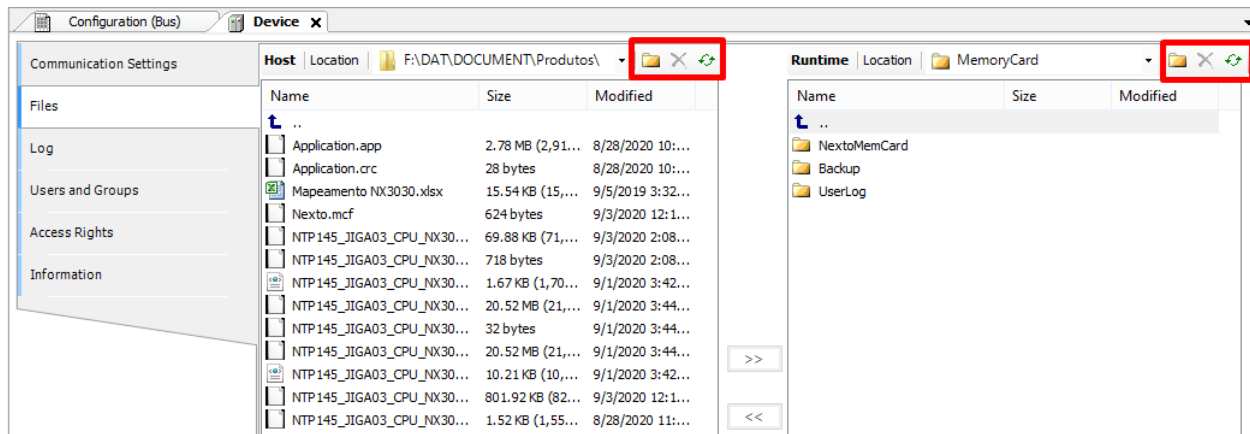 Configuration (Bus) Device
Communication Settings
Files
Log
Users and Groups
Access Rights
Information
Host Location F:\DAT\DOCUMENT\Produtos\
Name Size Modified
..
Application.app 2.78 MB (2,91... 8/28/2020 10:...
Application.crc 28 bytes 8/28/2020 10:...
Mapeamento NX3030.xlsx 15.54 KB (15,... 9/5/2019 3:32...
Nexto.mcf 624 bytes 9/3/2020 12:1...
NTP145_JIGA03_CPU_NX30... 69.88 KB (71,... 9/3/2020 2:08...
NTP145_JIGA03_CPU_NX30... 718 bytes 9/3/2020 2:08...
NTP145_JIGA03_CPU_NX30... 1.67 KB (1,70... 9/1/2020 3:42...
NTP145_JIGA03_CPU_NX30... 20.52 MB (21,... 9/1/2020 3:44...
NTP145_JIGA03_CPU_NX30... 32 bytes 9/1/2020 3:44...
NTP145_JIGA03_CPU_NX30... 20.52 MB (21,... 9/1/2020 3:44...
NTP145_JIGA03_CPU_NX30... 10.21 KB (10,... 9/1/2020 3:42...
NTP145_JIGA03_CPU_NX30... 801.92 KB (82... 9/3/2020 12:1...
NTP145_JIGA03_CPU_NX30... 1.52 KB (1,55... 8/28/2020 11:...
>>
<<
Runtime Location MemoryCard
Name Size Modified
..
NextoMemCard
Backup
UserLog